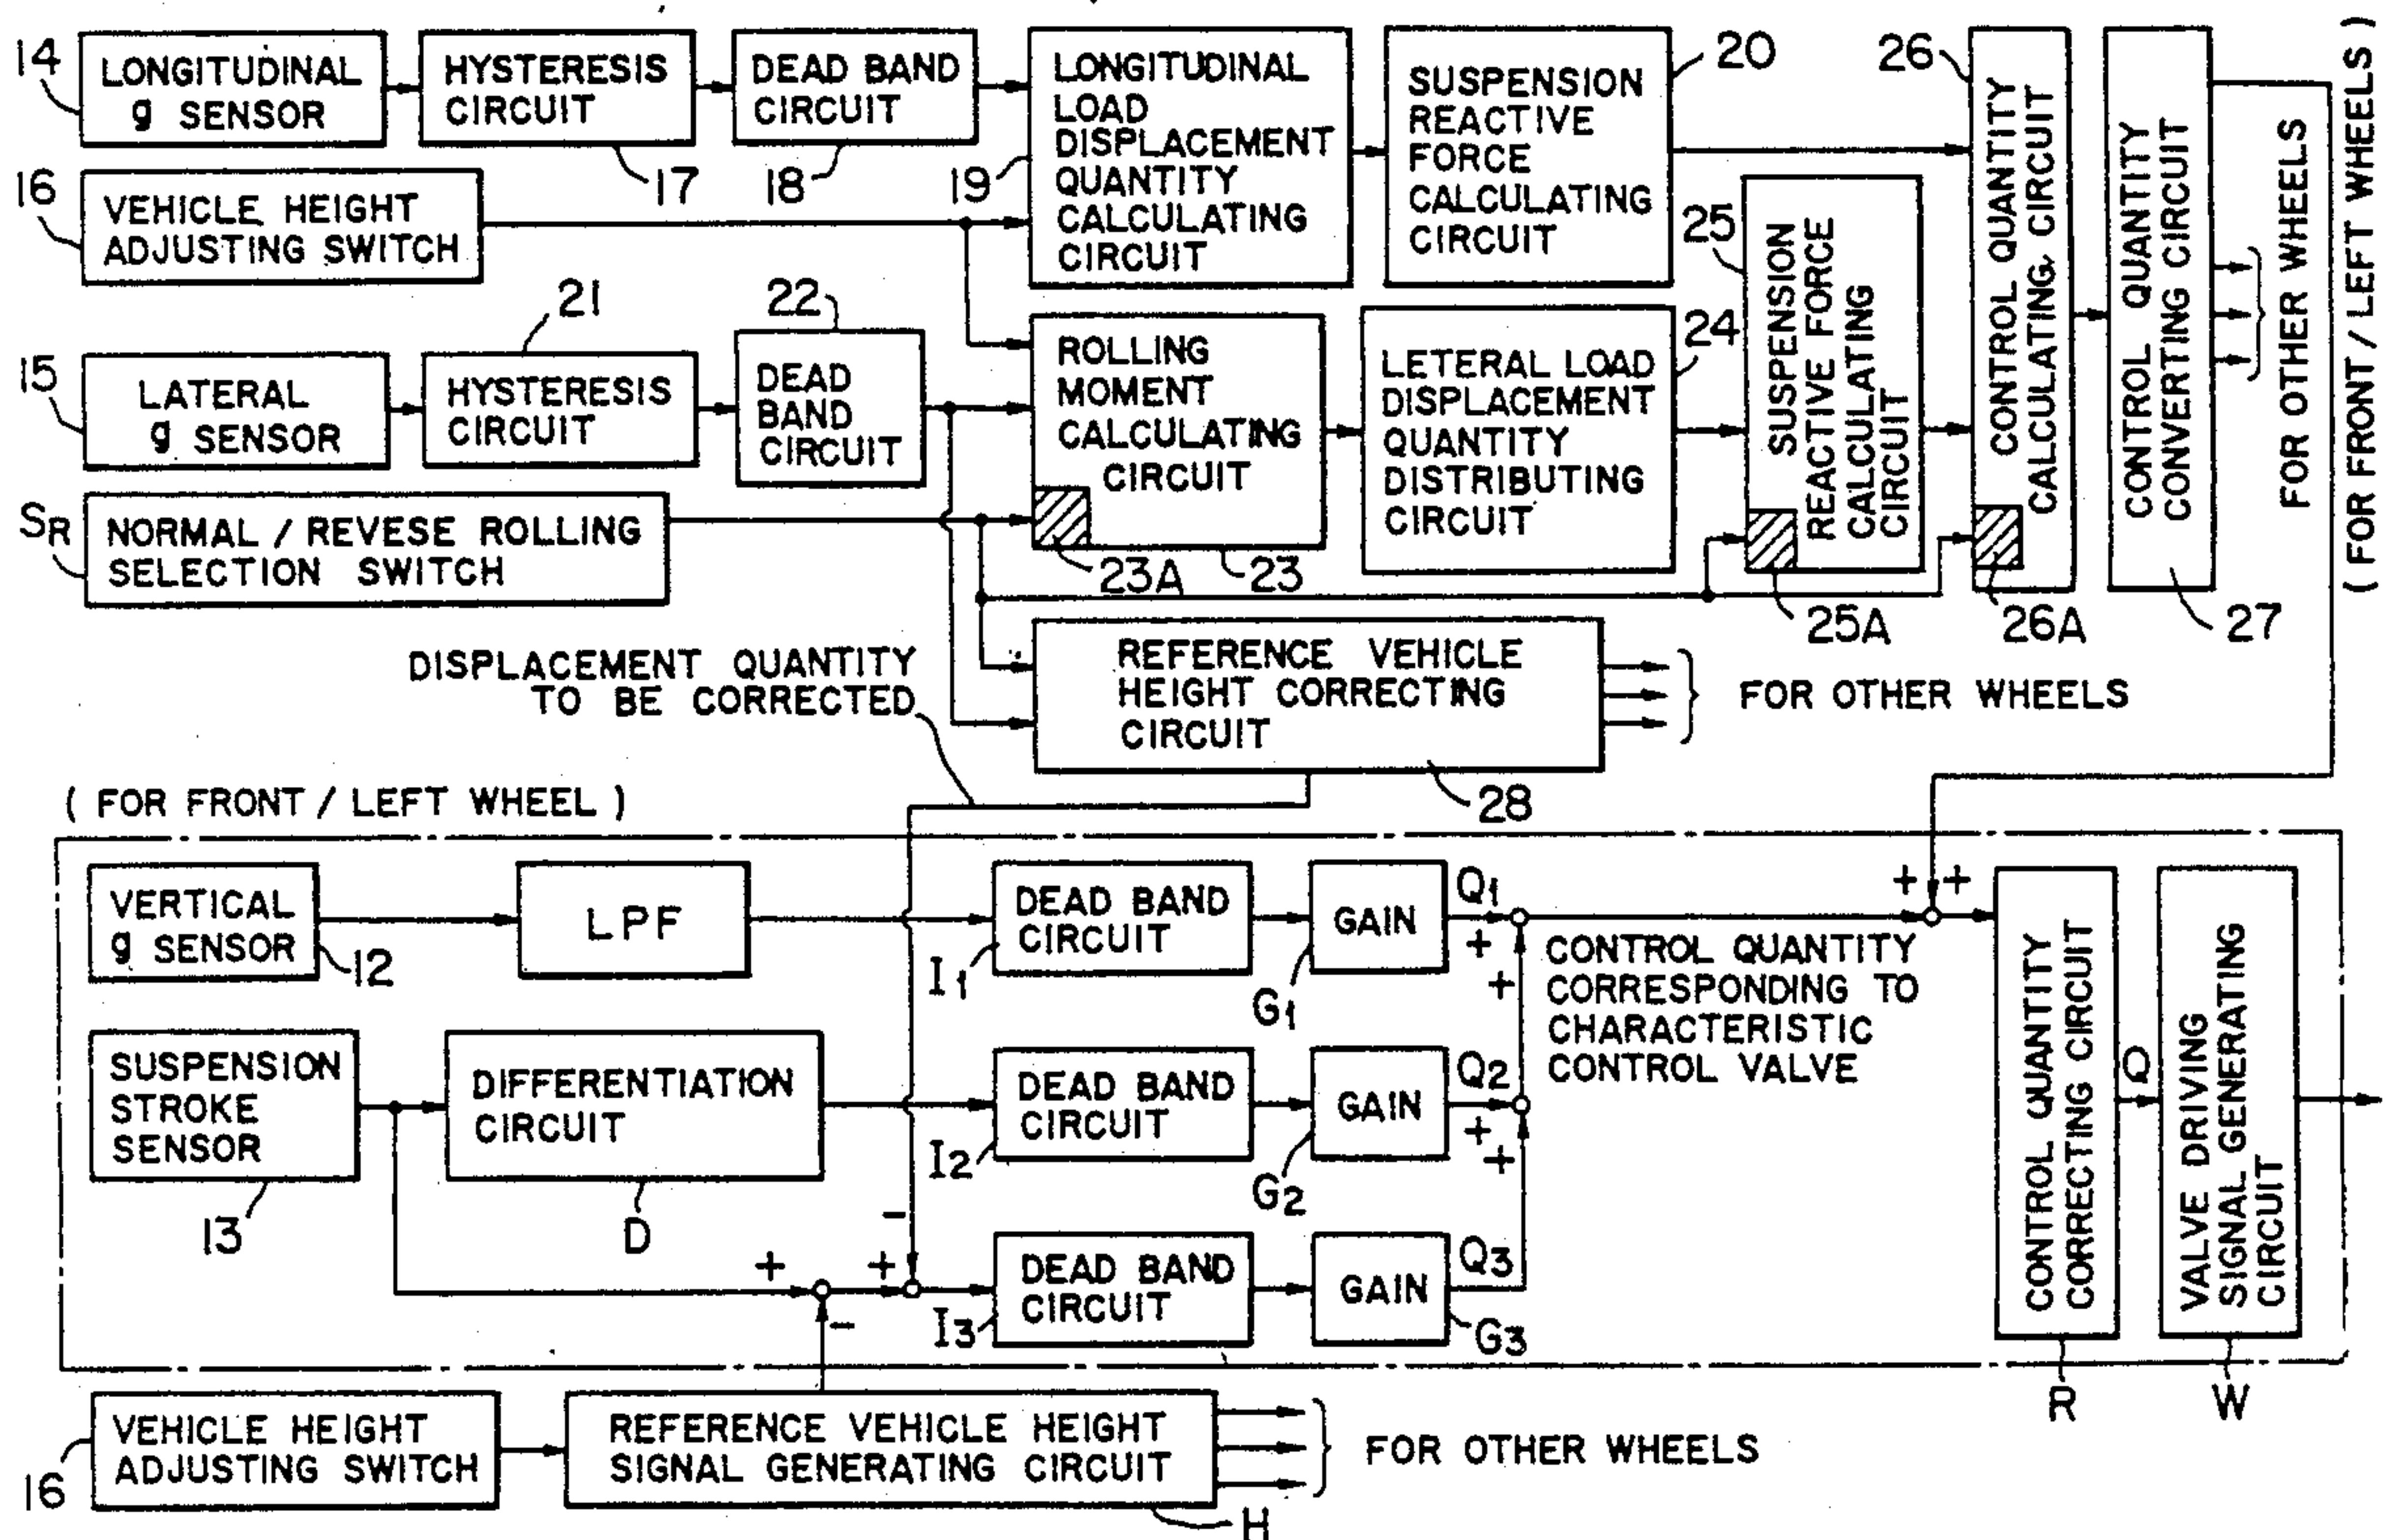 14
LONGITUDINAL
g SENSOR
HYSTERESIS
CIRCUIT
17
DEAD BAND
CIRCUIT
18
LONGITUDINAL
LOAD
DISPLACEMENT
QUANTITY
CALCULATING
CIRCUIT
19
SUSPENSION
REACTIVE
FORCE
CALCULATING
CIRCUIT
20
16
VEHICLE HEIGHT
ADJUSTING SWITCH
15
LATERAL
g SENSOR
21
HYSTERESIS
CIRCUIT
22
DEAD
BAND
CIRCUIT
ROLLING
MOMENT
CALCULATING
CIRCUIT
23A
23
LETERAL LOAD
DISPLACEMENT
QUANTITY
DISTRIBUTING
CIRCUIT
24
25
SUSPENSION
REACTIVE FORCE
CALCULATING
CIRCUIT
25A
26
CONTROL QUANTITY
CALCULATING CIRCUIT
26A
CONTROL QUANTITY
CONVERTING CIRCUIT
27
FOR OTHER WHEELS
(FOR FRONT / LEFT WHEELS)
SR
NORMAL / REVESE ROLLING
SELECTION SWITCH
DISPLACEMENT QUANTITY
TO BE CORRECTED
REFERENCE VEHICLE
HEIGHT CORRECTING
CIRCUIT
28
FOR OTHER WHEELS
( FOR FRONT / LEFT WHEEL )
VERTICAL
g SENSOR
12
LPF
DEAD BAND
CIRCUIT
I1
GAIN
G1
Q1
+
+
+ +
CONTROL QUANTITY
CORRESPONDING TO
CHARACTERISTIC
CONTROL VALVE
SUSPENSION
STROKE
SENSOR
13
DIFFERENTIATION
CIRCUIT
D
DEAD BAND
CIRCUIT
I2
GAIN
G2
Q2
+
+
+
-
+
-
DEAD BAND
CIRCUIT
I3
GAIN
G3
Q3
CONTROL QUANTITY
CORRECTING CIRCUIT
R
Q
VALVE DRIVING
SIGNAL GENERATING
CIRCUIT
W
16
VEHICLE HEIGHT
ADJUSTING SWITCH
REFERENCE VEHICLE HEIGHT
SIGNAL GENERATING CIRCUIT
H
FOR OTHER WHEELS